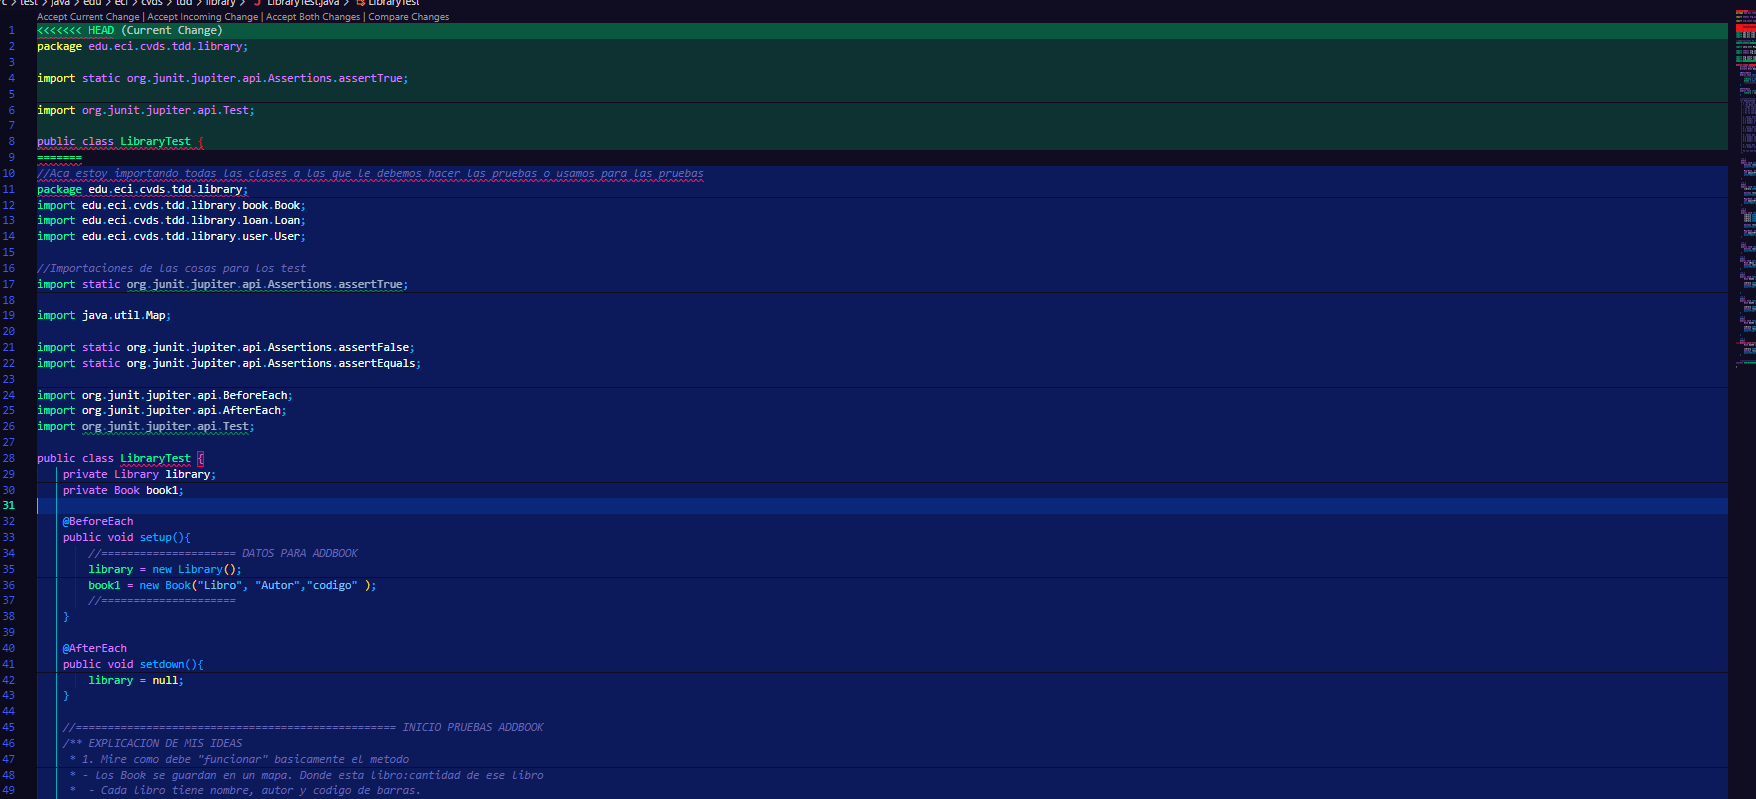 test > java > edu > eci > cvds > tdd > library > J LibraryTest.java > LibraryTest
Accept Current Change | Accept Incoming Change | Accept Both Changes | Compare Changes
1 <<<<<<< HEAD (Current Change)
2 package edu.eci.cvds.tdd.library;
3
4 import static org.junit.jupiter.api.Assertions.assertTrue;
5
6 import org.junit.jupiter.api.Test;
7
8 public class LibraryTest {
9 =======
10 //Aca estoy importando todas las clases a las que le debemos hacer las pruebas o usamos para las pruebas
11 package edu.eci.cvds.tdd.library;
12 import edu.eci.cvds.tdd.library.book.Book;
13 import edu.eci.cvds.tdd.library.loan.Loan;
14 import edu.eci.cvds.tdd.library.user.User;
15
16 //Importaciones de las cosas para los test
17 import static org.junit.jupiter.api.Assertions.assertTrue;
18
19 import java.util.Map;
20
21 import static org.junit.jupiter.api.Assertions.assertFalse;
22 import static org.junit.jupiter.api.Assertions.assertEquals;
23
24 import org.junit.jupiter.api.BeforeEach;
25 import org.junit.jupiter.api.AfterEach;
26 import org.junit.jupiter.api.Test;
27
28 public class LibraryTest {
29 private Library library;
30 private Book book1;
31
32 @BeforeEach
33 public void setup(){
34 //===================== DATOS PARA ADDBOOK
35 library = new Library();
36 book1 = new Book("Libro", "Autor","codigo" );
37 //=====================
38 }
39
40 @AfterEach
41 public void setdown(){
42 library = null;
43 }
44
45 //================================================== INICIO PRUEBAS ADDBOOK
46 /** EXPLICACION DE MIS IDEAS
47 * 1. Mire como debe "funcionar" basicamente el metodo
48 * - los Book se guardan en un mapa. Donde esta libro:cantidad de ese libro
49 * - Cada libro tiene nombre, autor y codigo de barras.